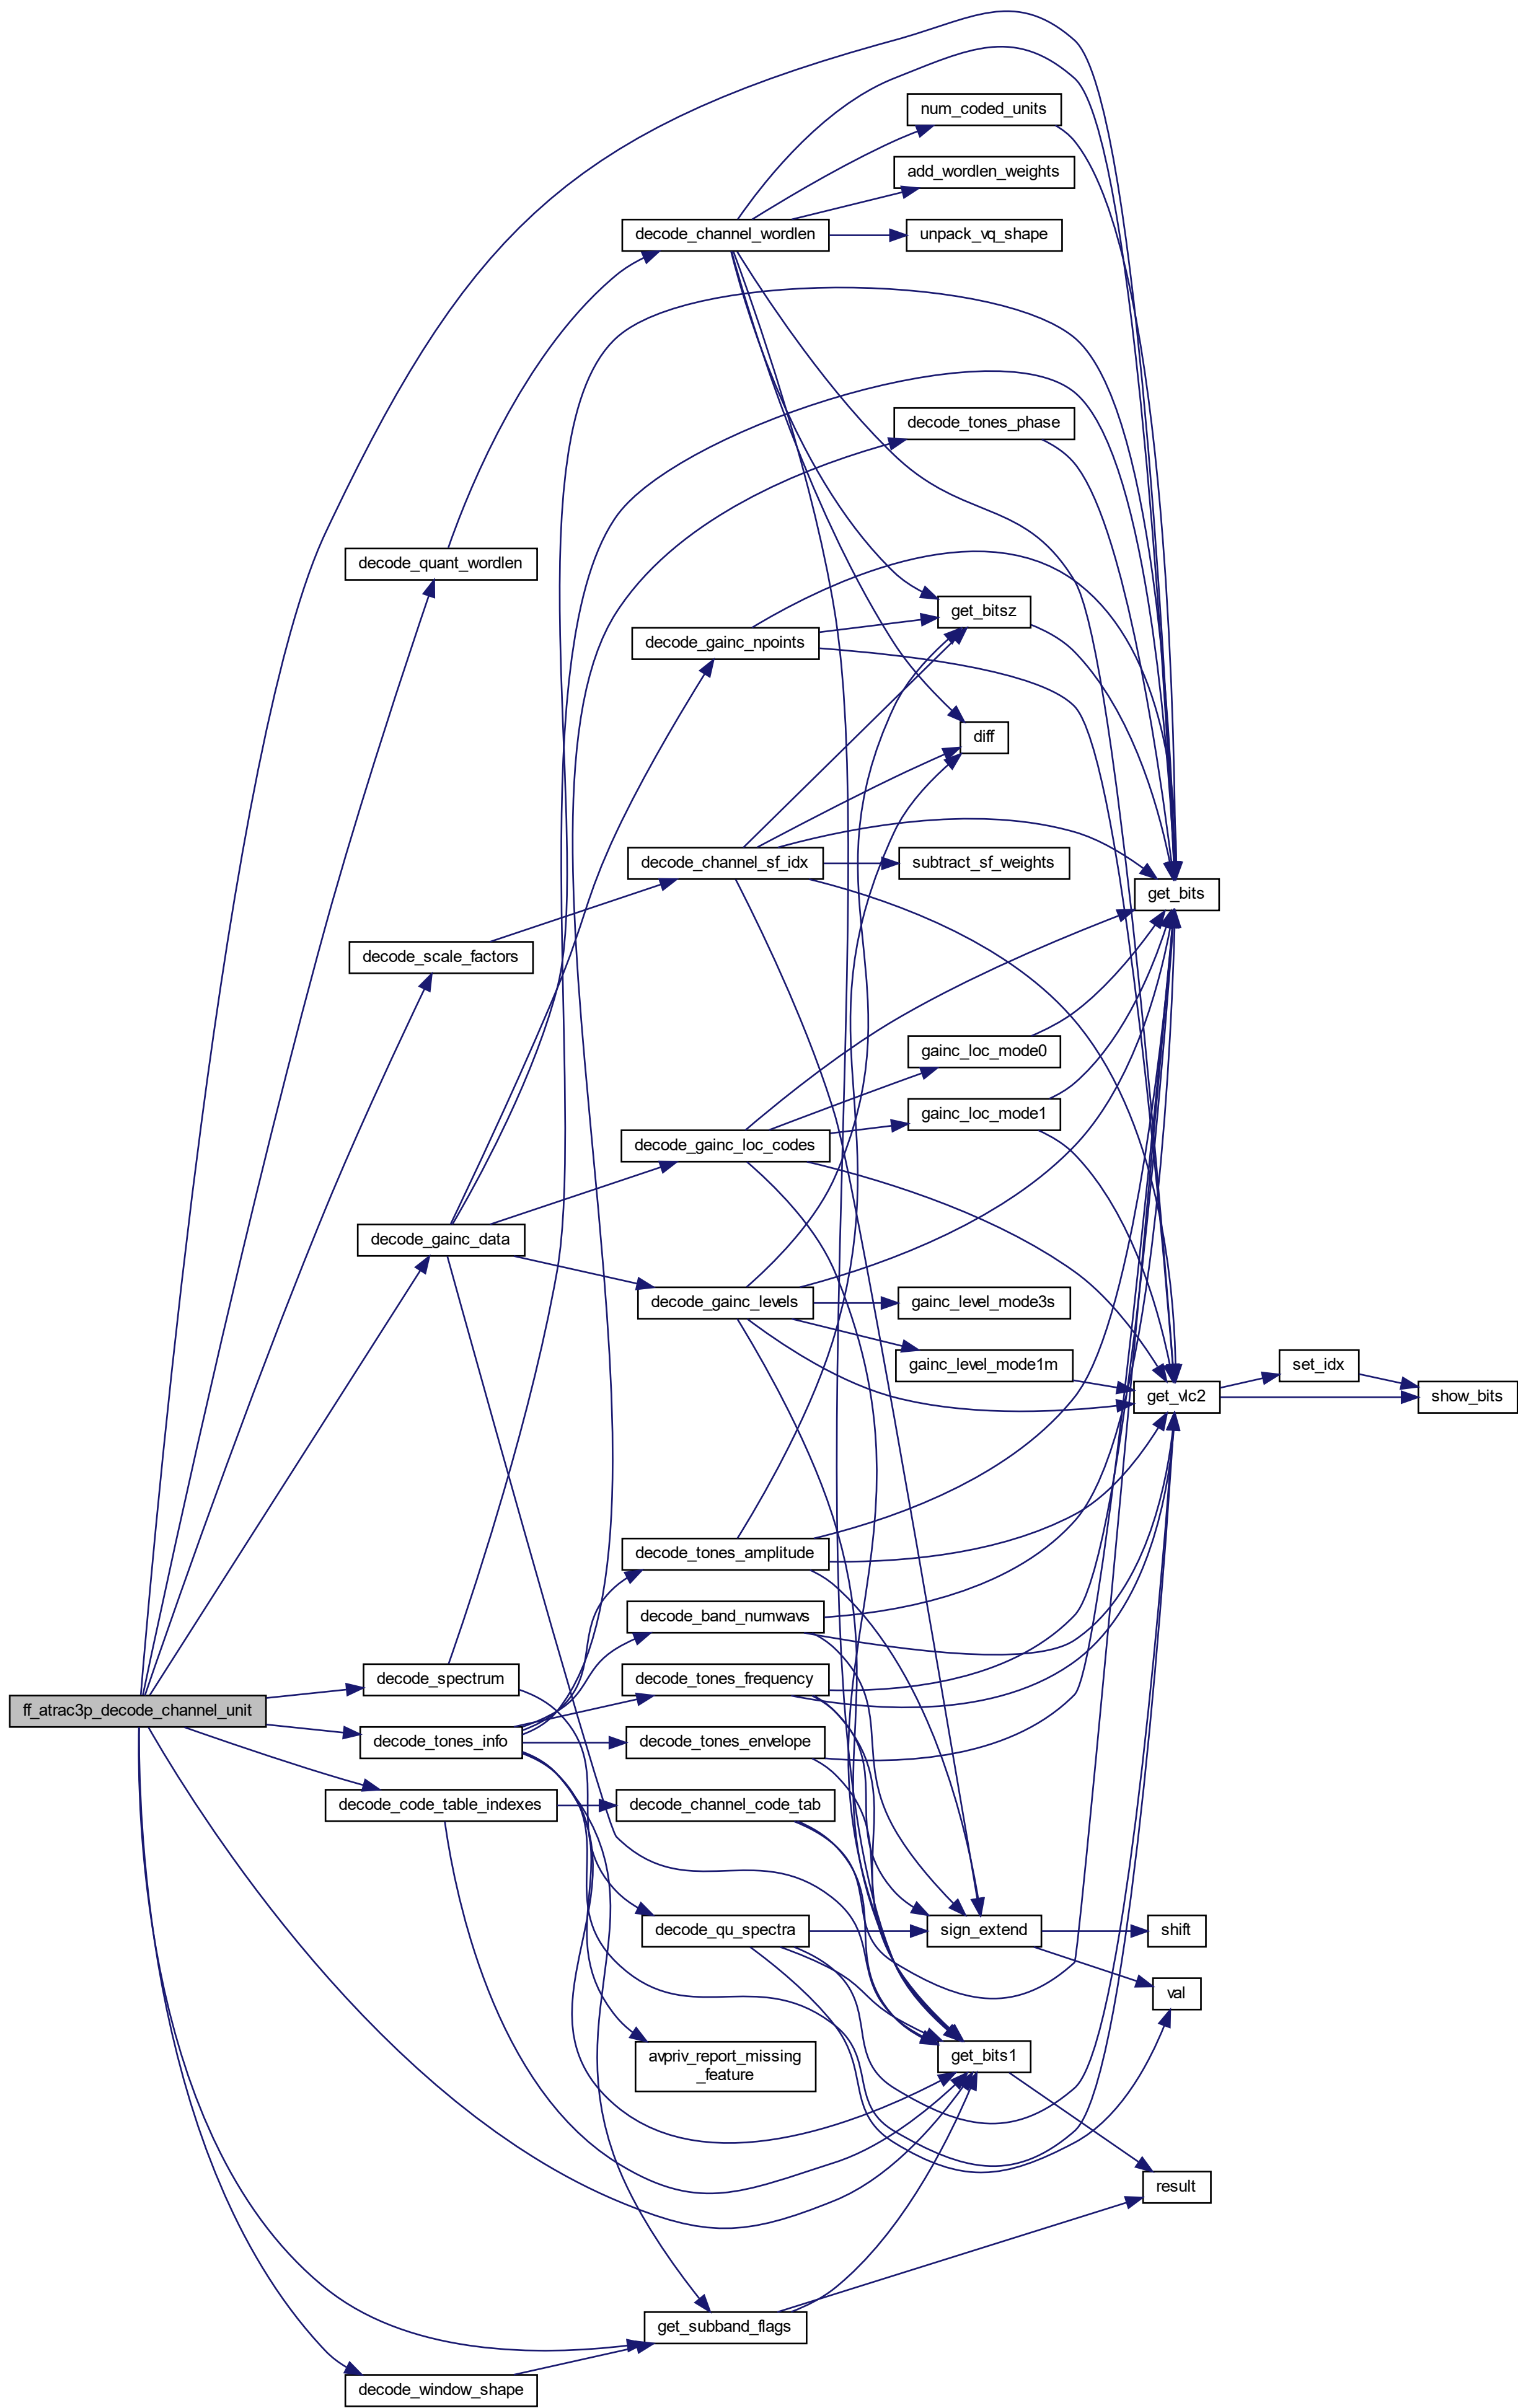 num_coded_units
add_wordlen_weights
decode_channel_wordlen
unpack_vq_shape
decode_tones_phase
decode_quant_wordlen
get_bitsz
decode_gainc_npoints
diff
decode_channel_sf_idx
subtract_sf_weights
get_bits
decode_scale_factors
gainc_loc_mode0
gainc_loc_mode1
decode_gainc_loc_codes
decode_gainc_data
decode_gainc_levels
gainc_level_mode3s
gainc_level_mode1m
set_idx
get_vlc2
show_bits
decode_tones_amplitude
decode_band_numwavs
decode_spectrum
decode_tones_frequency
ff_atrac3p_decode_channel_unit
decode_tones_info
decode_tones_envelope
decode_code_table_indexes
decode_channel_code_tab
decode_qu_spectra
sign_extend
shift
val
avpriv_report_missing
_feature
get_bits1
result
get_subband_flags
decode_window_shape